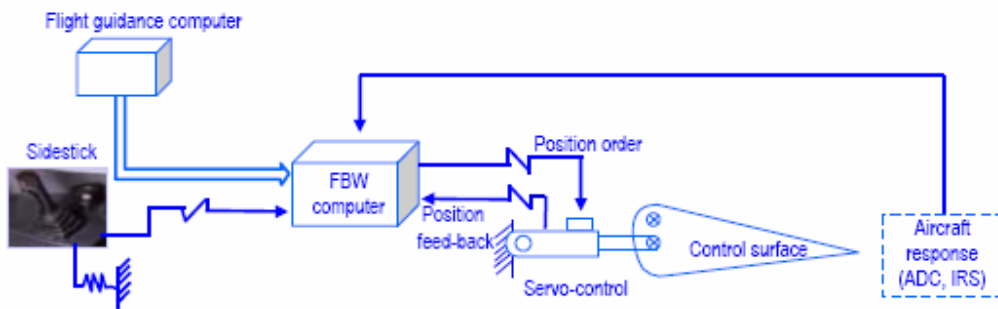 Flight guidance computer
Sidestick
FBW
computer
Position order
Position
feed-back
Servo-control
Control surface
Aircraft
response
(ADC, IRS)